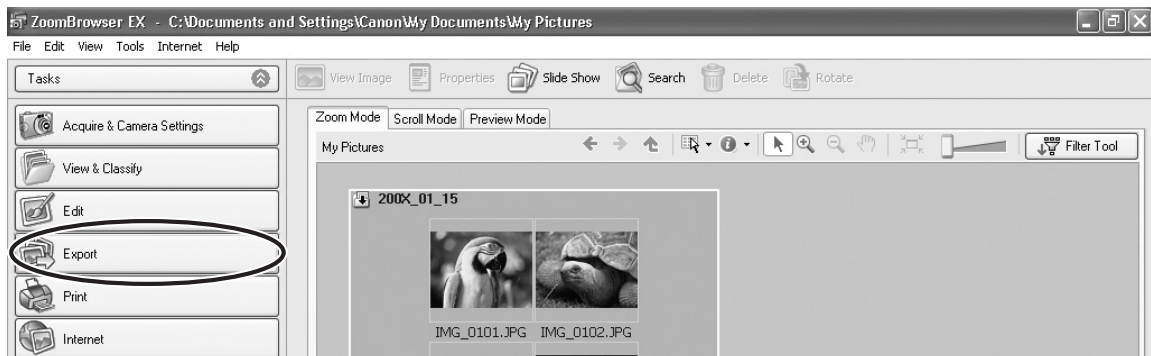 ZoomBrowser EX - C:\Documents and Settings\Canon\My Documents\My Pictures
File Edit View Tools Internet Help
Tasks
View Image Properties Slide Show Search Delete Rotate
Acquire & Camera Settings
View & Classify
Edit
Export
Print
Internet
Zoom Mode Scroll Mode Preview Mode
My Pictures
Filter Tool
200X_01_15
IMG_0101.JPG IMG_0102.JPG